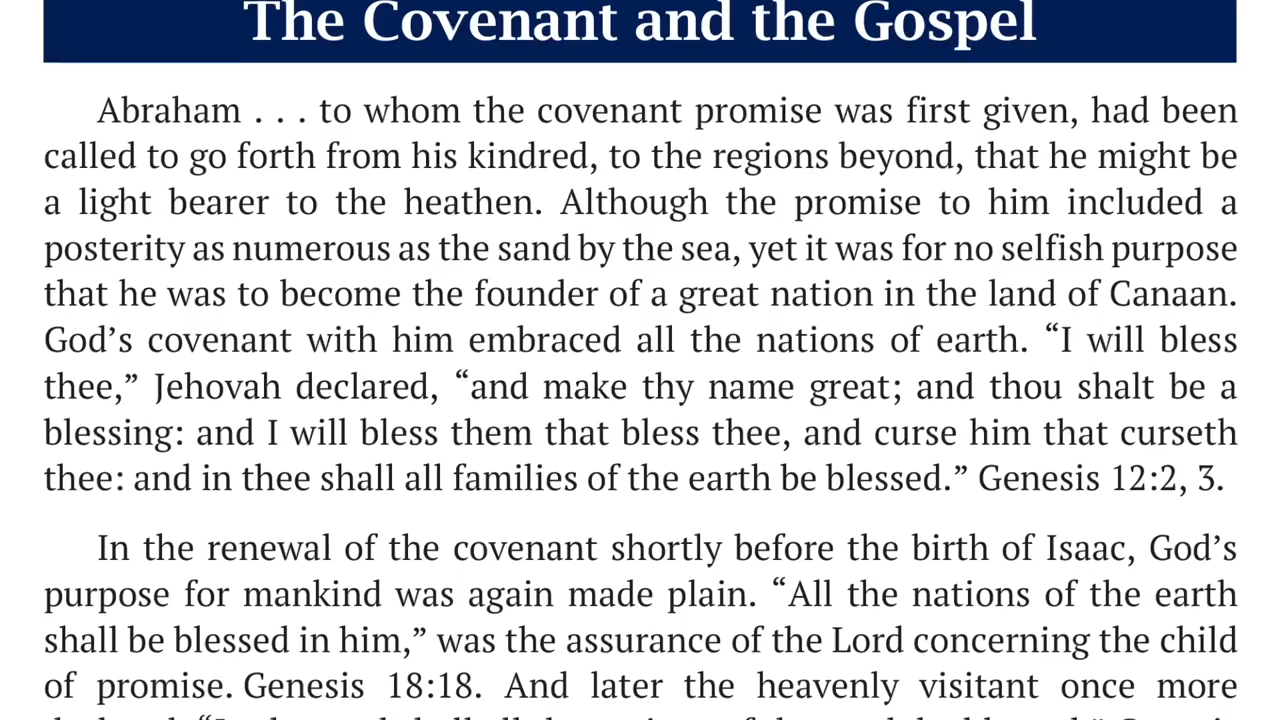 The Covenant and the Gospel
Abraham . . . to whom the covenant promise was first given, had been
called to go forth from his kindred, to the regions beyond, that he might be
a light bearer to the heathen. Although the promise to him included a
posterity as numerous as the sand by the sea, yet it was for no selfish purpose
that he was to become the founder of a great nation in the land of Canaan.
God’s covenant with him embraced all the nations of earth. “I will bless
thee,” Jehovah declared, “and make thy name great; and thou shalt be a
blessing: and I will bless them that bless thee, and curse him that curseth
thee: and in thee shall all families of the earth be blessed.” Genesis 12:2, 3.
In the renewal of the covenant shortly before the birth of Isaac, God’s
purpose for mankind was again made plain. “All the nations of the earth
shall be blessed in him,” was the assurance of the Lord concerning the child
of promise. Genesis 18:18. And later the heavenly visitant once more